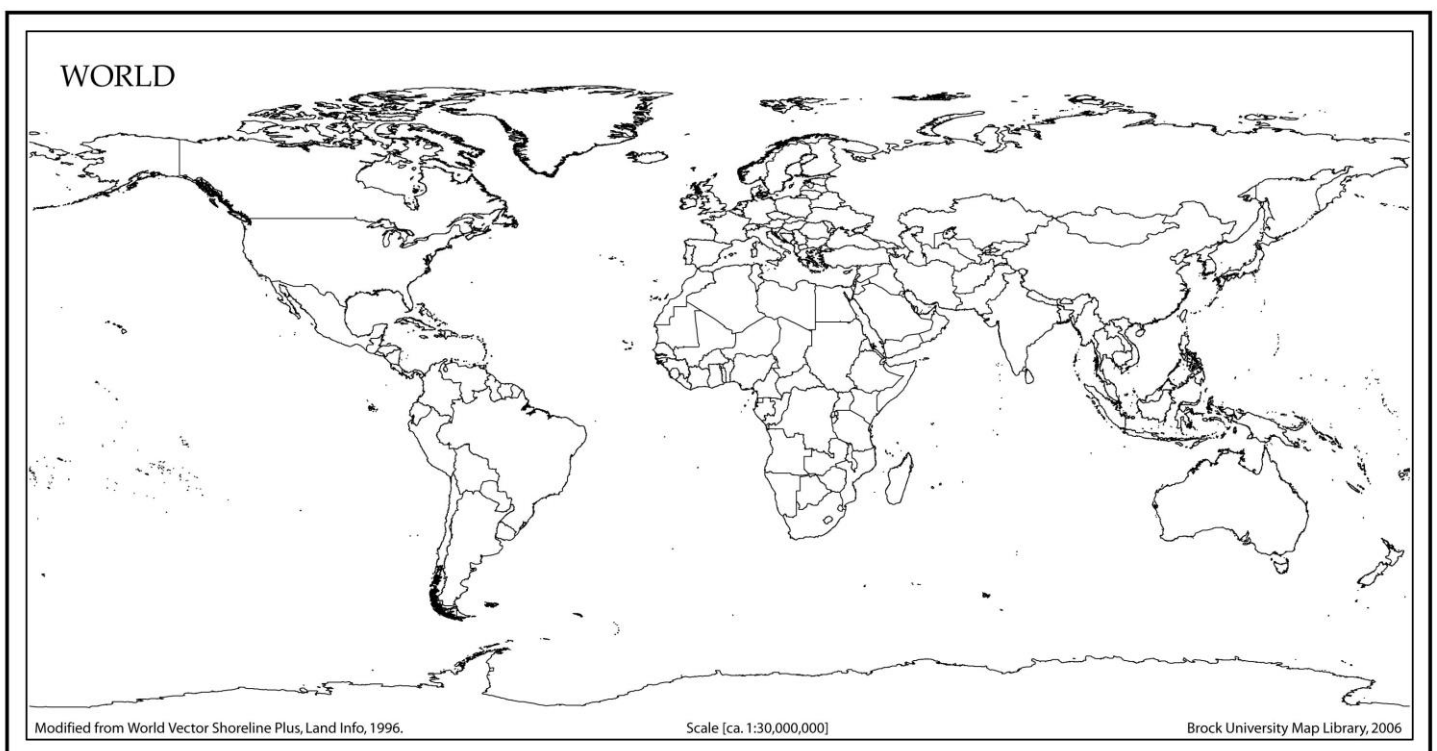 WORLD
Modified from World Vector Shoreline Plus, Land Info, 1996.
Scale [ca. 1:30,000,000]
Brock University Map Library, 2006